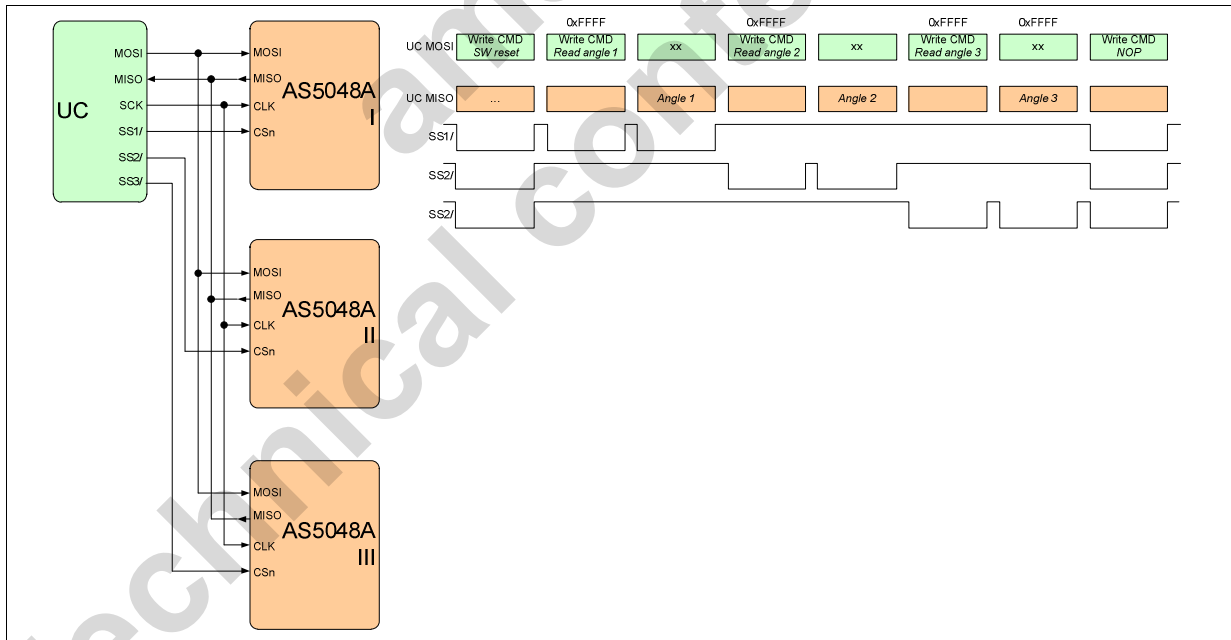 UC
MOSI
MISO
SCK
SS1/
SS2/
SS3/
MOSI
MISO
CLK
CSn
AS5048A
I
MOSI
MISO
CLK
CSn
AS5048A
II
MOSI
MISO
CLK
CSn
AS5048A
III
0xFFFF 0xFFFF 0xFFFF 0xFFFF
UC MOSI
Write CMD
SW reset
Write CMD
Read angle 1
xx
Write CMD
Read angle 2
xx
Write CMD
Read angle 3
xx
Write CMD
NOP
UC MISO
...
Angle 1
Angle 2
Angle 3
SS1/
SS2/
SS2/